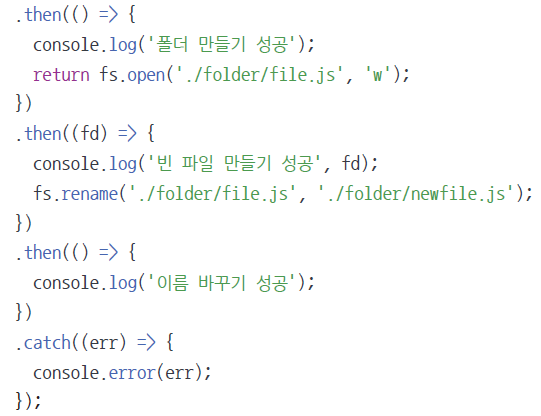 .then(() => {
  console.log('폴더 만들기 성공');
  return fs.open('./folder/file.js', 'w');
})
.then((fd) => {
  console.log('빈 파일 만들기 성공', fd);
  fs.rename('./folder/file.js', './folder/newfile.js');
})
.then(() => {
  console.log('이름 바꾸기 성공');
})
.catch((err) => {
  console.error(err);
});